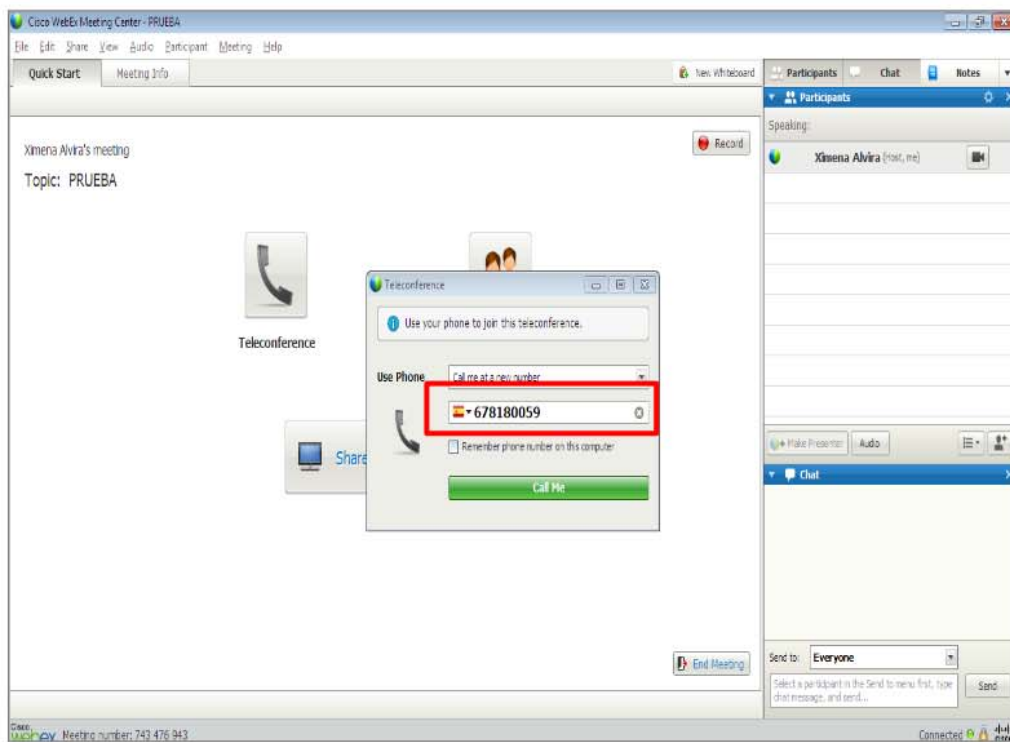 Cisco WebEx Meeting Center - PRUEBA
File Edit Share View Audio Participant Meeting Help
Quick Start Meeting Info New Whiteboard
Participants Chat Notes
Participants
Speaking:
Ximena Alvira (Host, me)
Ximena Alvira's meeting
Record
Topic: PRUEBA
Teleconference
Share
Teleconference
Use your phone to join this teleconference.
Use Phone Call me at a new number
678180059
Remember phone number on this computer
Call Me
Make Presenter Audio
Chat
End Meeting
Send to: Everyone
Select a participant in the Send to menu first, type
chat message, and send...
Send
Cisco
webex Meeting number: 743 476 943 Connected